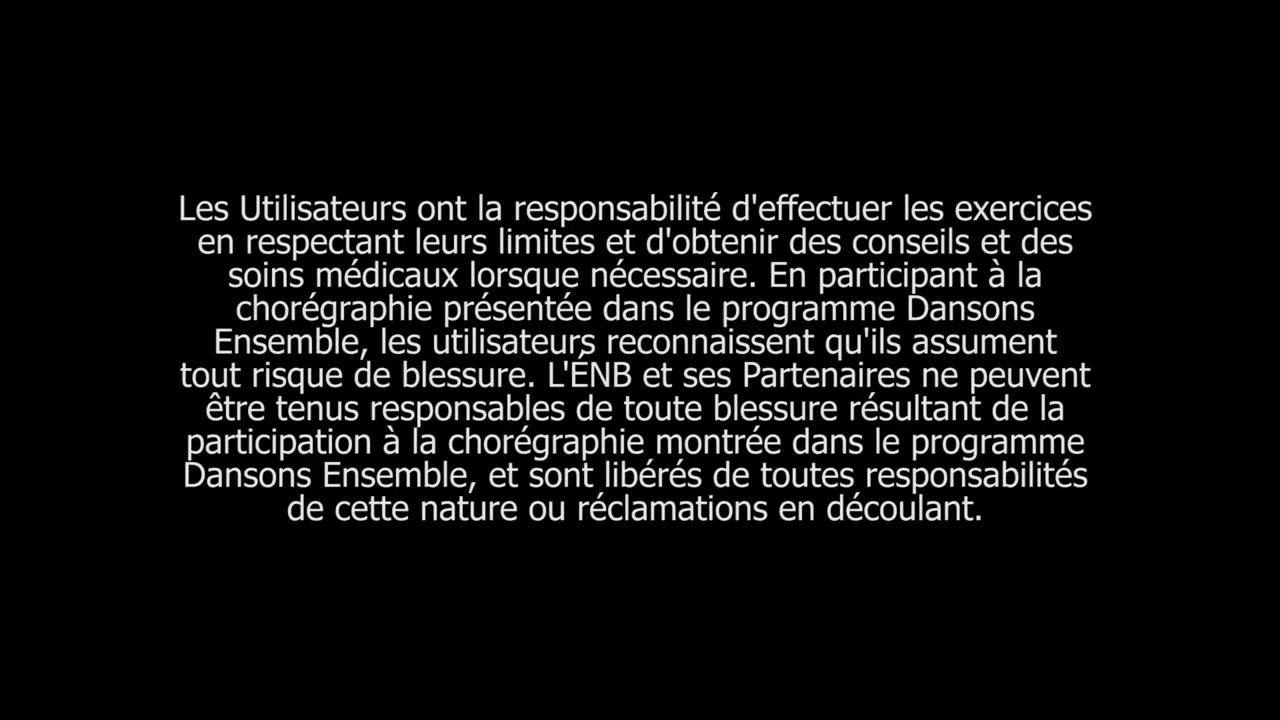 Les Utilisateurs ont la responsabilité d'effectuer les exercices
en respectant leurs limites et d'obtenir des conseils et des
soins médicaux lorsque nécessaire. En participant à la
chorégraphie présentée dans le programme Dansons
Ensemble, les utilisateurs reconnaissent qu'ils assument
tout risque de blessure. L'ÉNB et ses Partenaires ne peuvent
être tenus responsables de toute blessure résultant de la
participation à la chorégraphie montrée dans le programme
Dansons Ensemble, et sont libérés de toutes responsabilités
de cette nature ou réclamations en découlant.